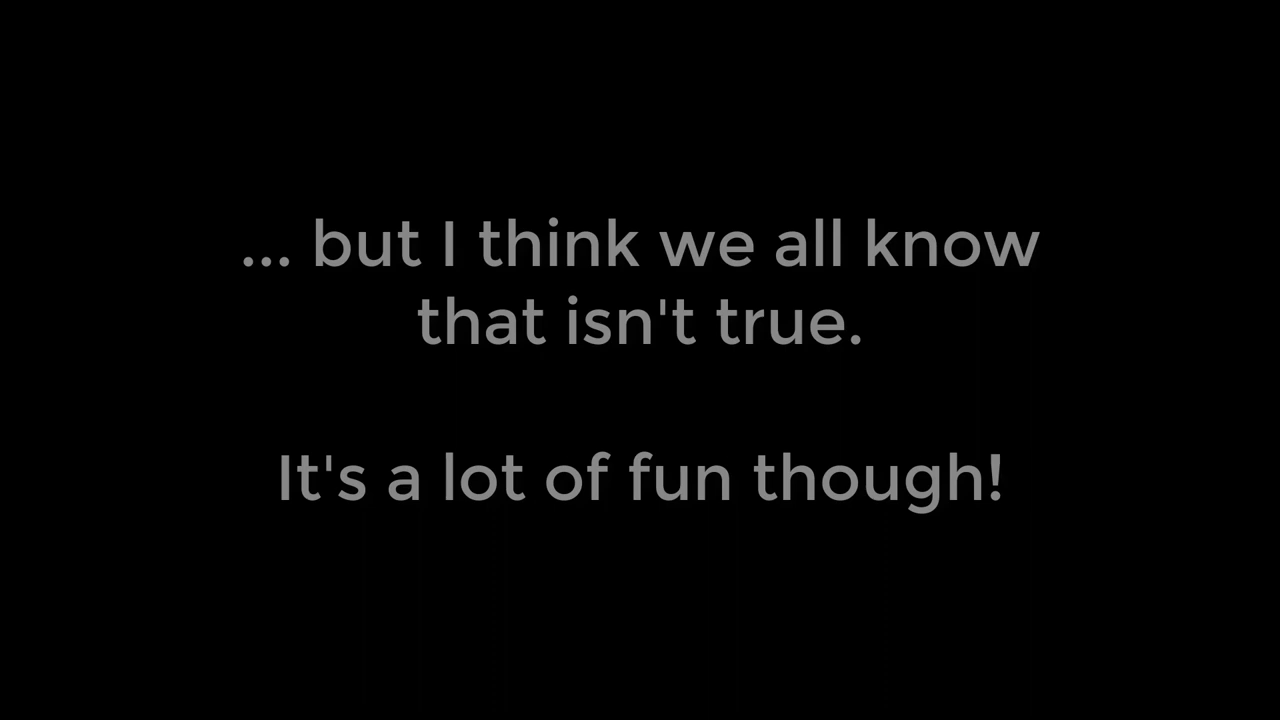 ... but I think we all know
that isn't true.
It's a lot of fun though!